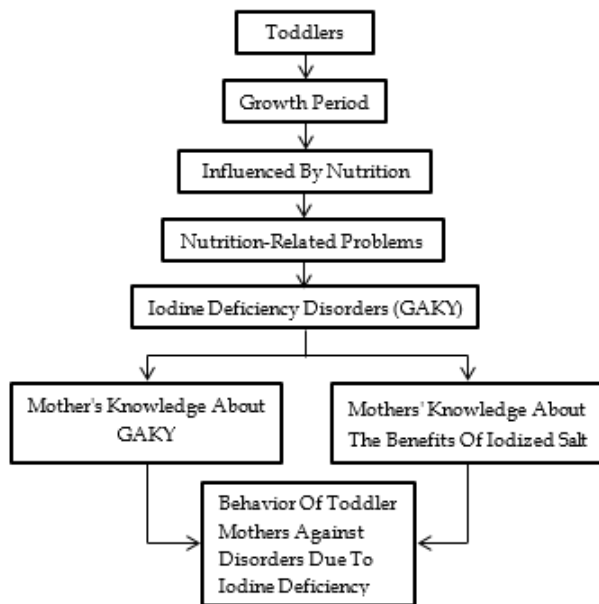 Toddlers
Growth Period
Influenced By Nutrition
Nutrition-Related Problems
Iodine Deficiency Disorders (GAKY)
Mother's Knowledge About
GAKY
Mothers' Knowledge About
The Benefits Of Iodized Salt
Behavior Of Toddler
Mothers Against
Disorders Due To
Iodine Deficiency